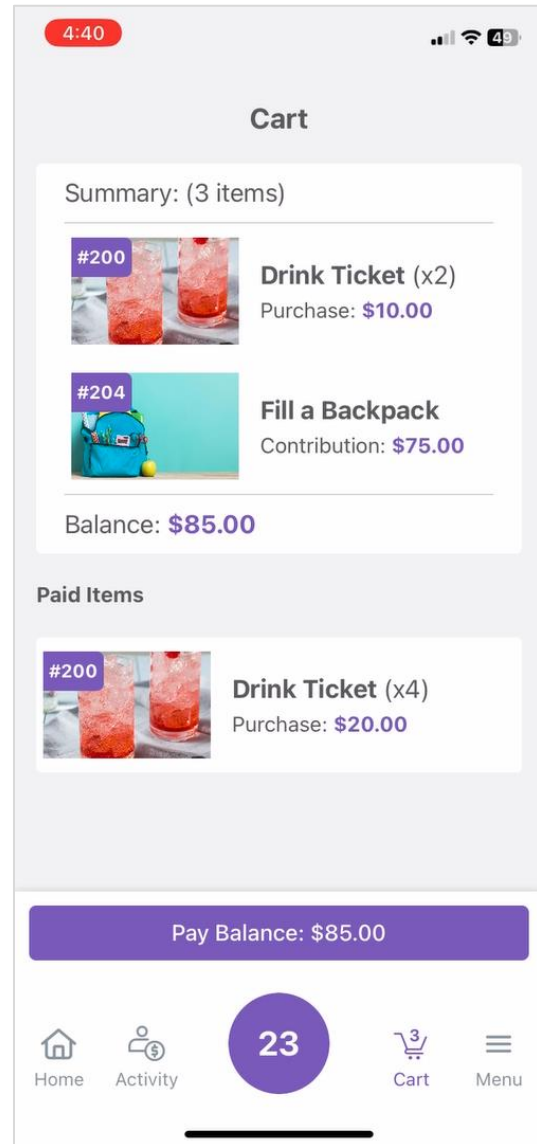 4:40
49
Cart
Summary: (3 items)
#200
Drink Ticket (x2)
Purchase: $10.00
#204
Fill a Backpack
Contribution: $75.00
Balance: $85.00
Paid Items
#200
Drink Ticket (x4)
Purchase: $20.00
Pay Balance: $85.00
Home
Activity
23
3
Cart
Menu